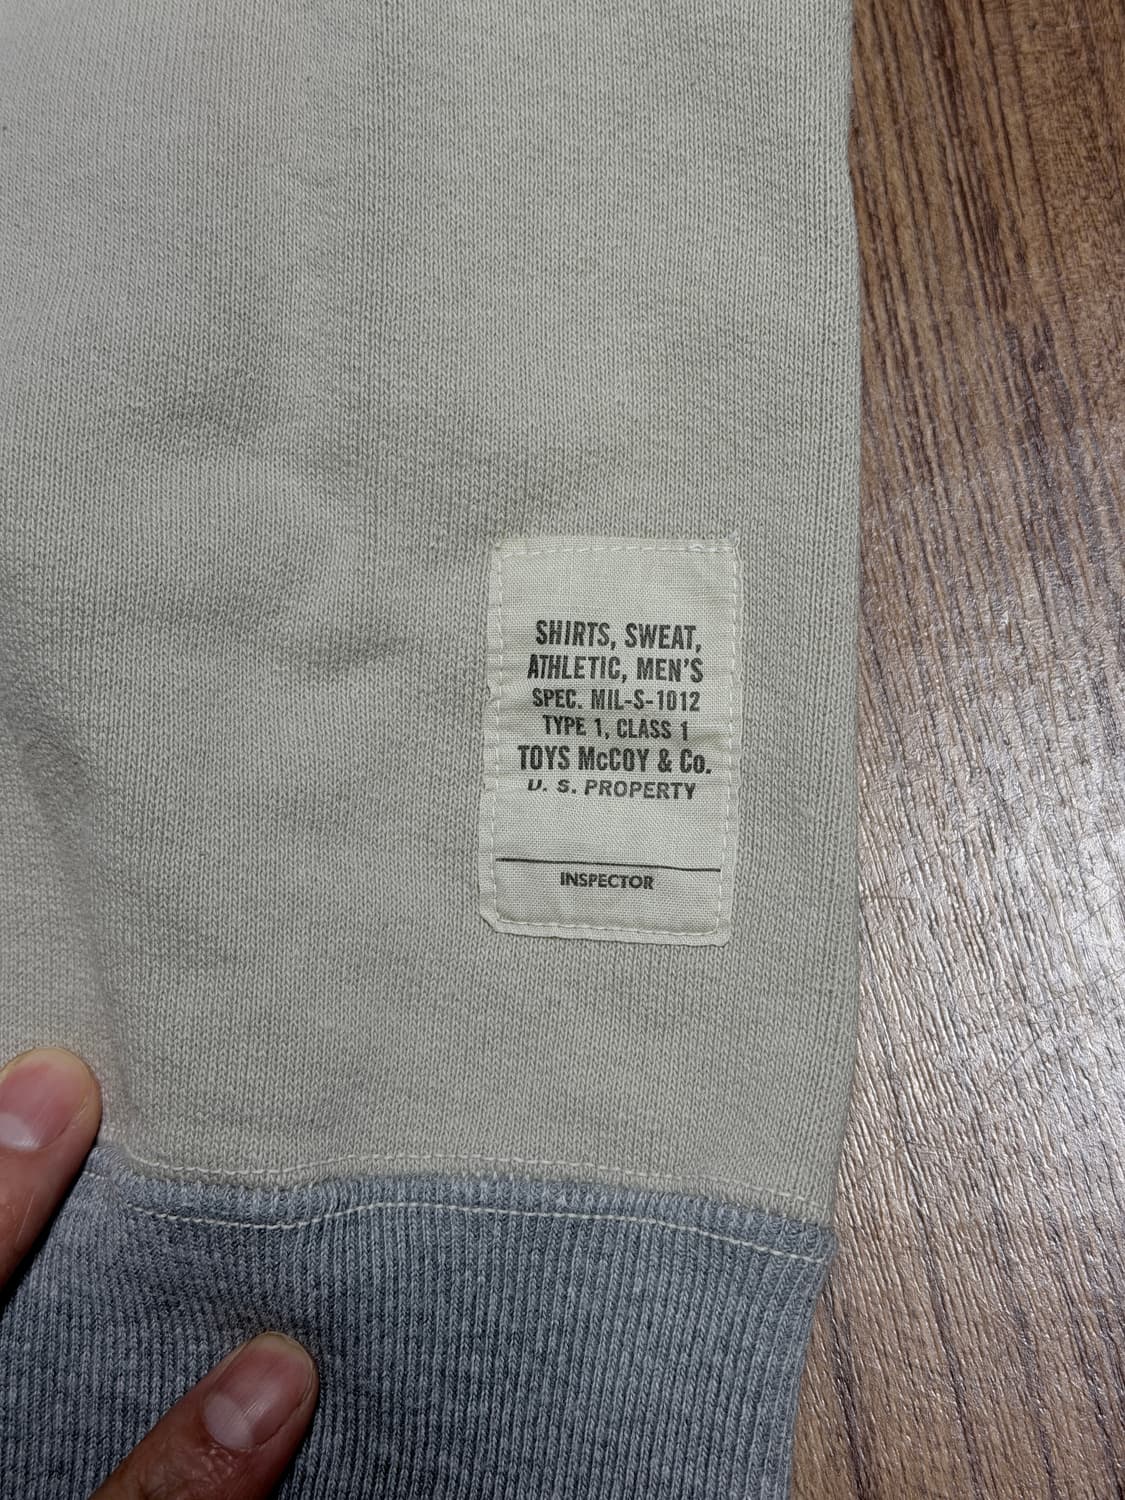 SHIRTS, SWEAT,
ATHLETIC, MEN'S
SPEC. MIL-S-1012
TYPE 1, CLASS 1
TOYS McCOY & Co.
U. S. PROPERTY
INSPECTOR